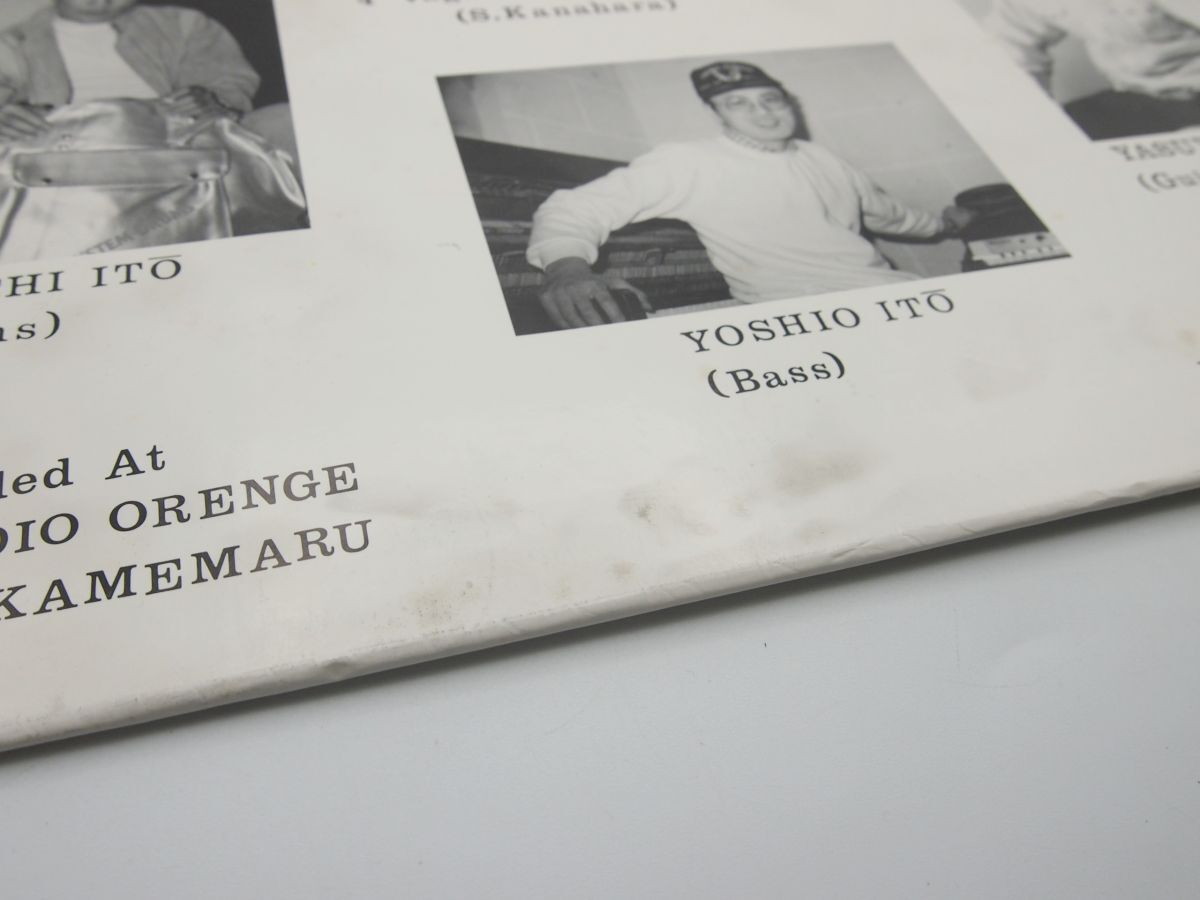 (S.Kanahara)
HI ITŌ
YOSHIO ITŌ
(Bass)
led At
DIO ORENGE
KAMEMARU